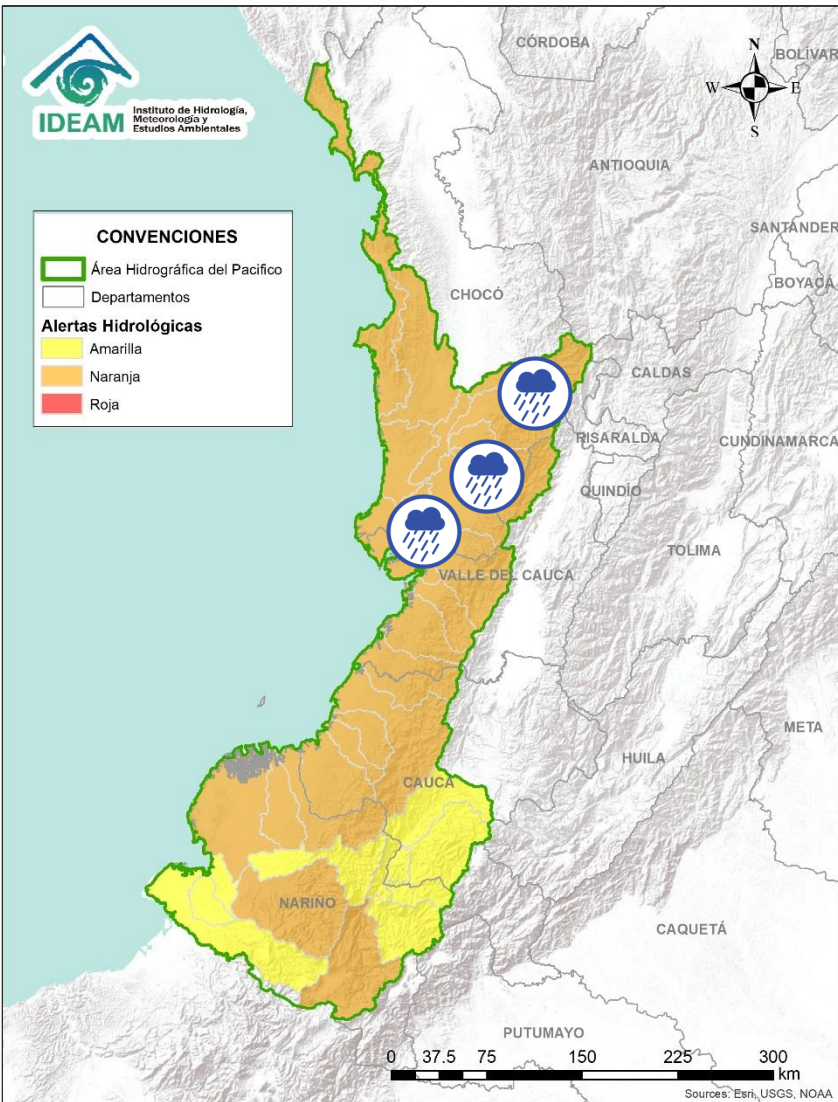 IDEAM
Instituto de Hidrología,
Meteorología y
Estudios Ambientales
CÓRDOBA
BOLÍVAR
N
W
E
S
ANTIOQUIA
SANTANDER
BOYACÁ
CONVENCIONES
Área Hidrográfica del Pacifico
Departamentos
Alertas Hidrológicas
Amarilla
Naranja
Roja
CHOCÓ
CALDAS
RISARALDA
CUNDINAMARCA
QUINDÍO
TOLIMA
VALLE DEL CAUCA
META
HUILA
CAUCA
NARIÑO
CAQUETÁ
PUTUMAYO
0 37.5 75 150 225 300
km
Sources: Esri, USGS, NOAA